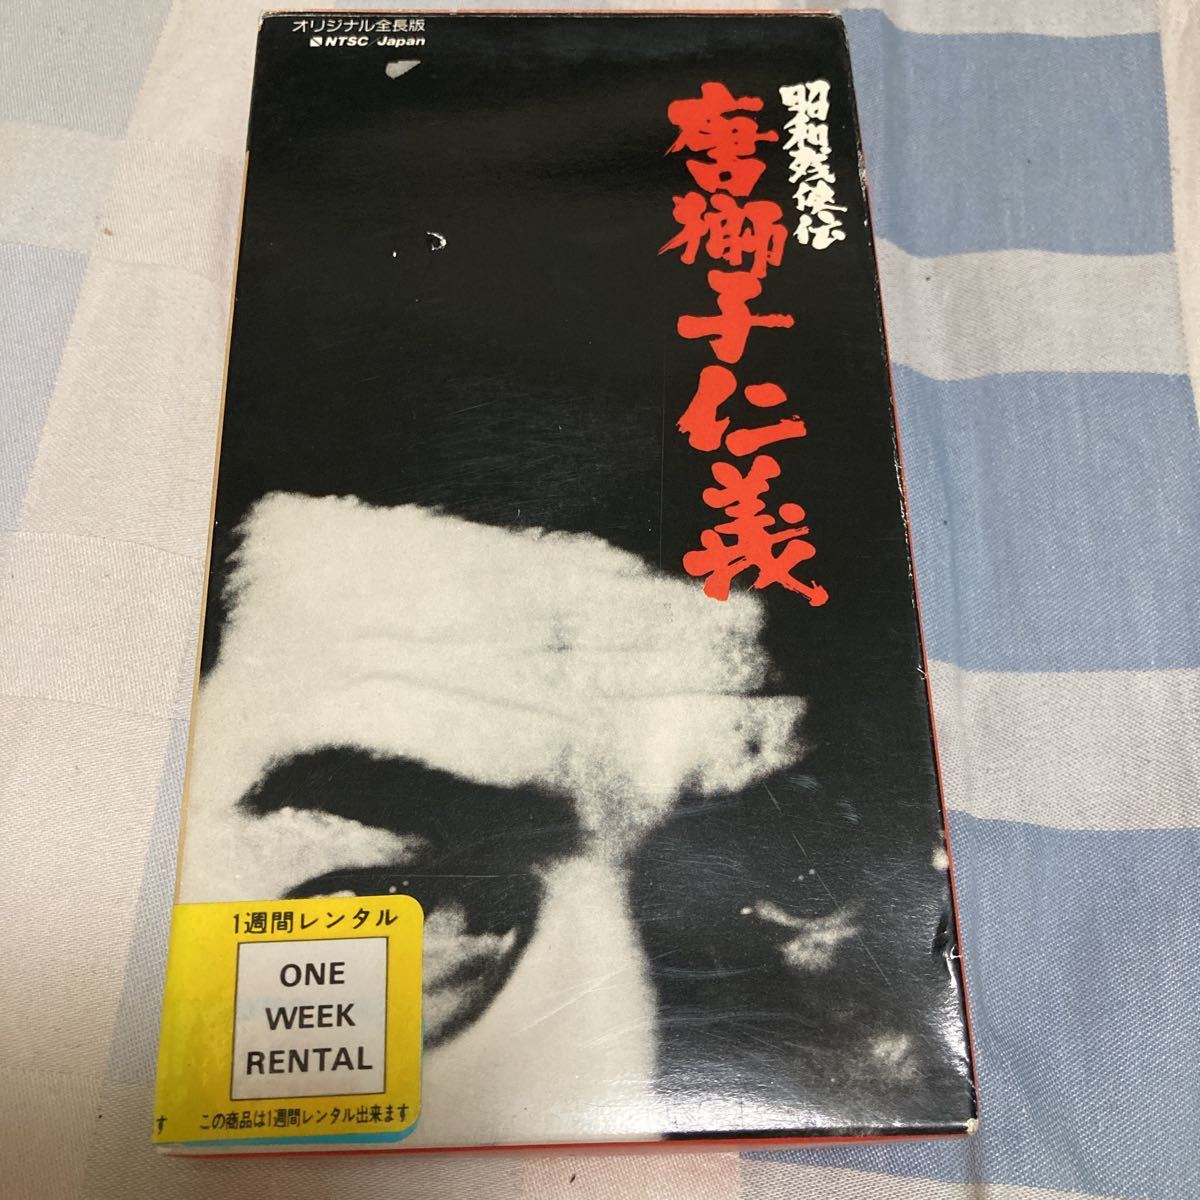 オリジナル全長版
NTSC/Japan
昭和残侠伝
唐獅子仁義
1週間レンタル
ONE
WEEK
RENTAL
す この商品は1週間レンタル出来ます